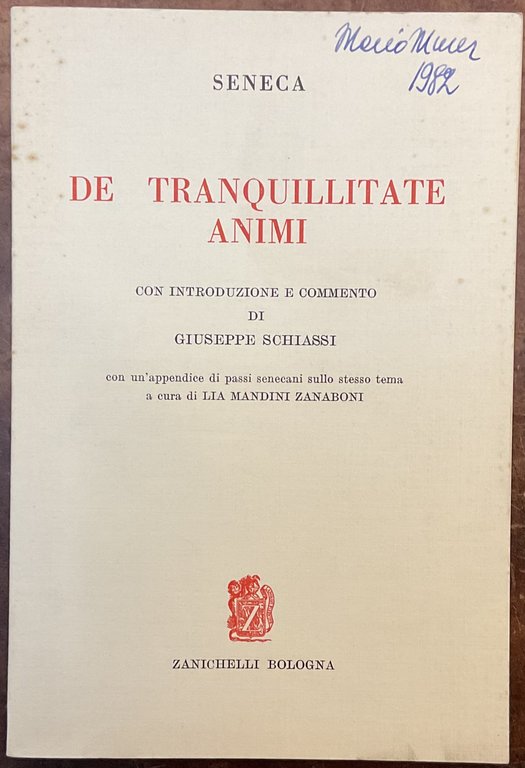 Mario
1982
SENECA
DE TRANQUILLITATE
ANIMI
CON INTRODUZIONE E COMMENTO
DI
GIUSEPPE SCHIASSI
con un'appendice di passi senecani sullo stesso tema
a cura di LIA MANDINI ZANABONI
Z
ZANICHELLI BOLOGNA